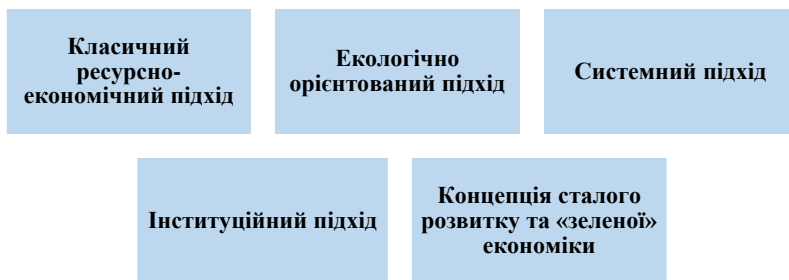 Класичний
ресурсно-
економічний підхід
Екологічно
орієнтований підхід
Системний підхід
Інституційний підхід
Концепція сталого
розвитку та «зеленої»
економіки